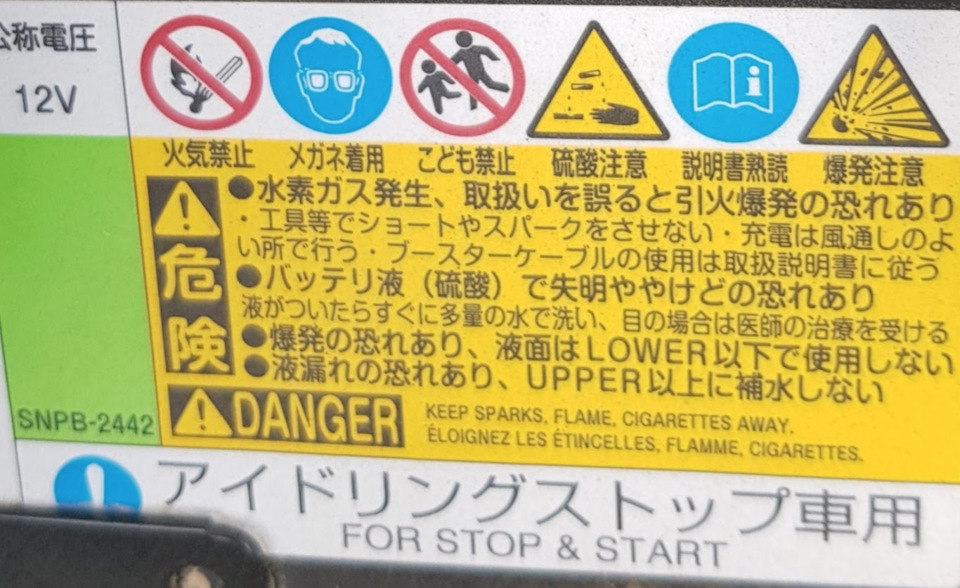 公称電圧
12V
火気禁止 メガネ着用 こども禁止 硫酸注意 説明書熟読 爆発注意
危険
●水素ガス発生、取扱いを誤ると引火爆発の恐れあり
・工具等でショートやスパークをさせない・充電は風通しのよ
い所で行う・ブースターケーブルの使用は取扱説明書に従う
●バッテリ液（硫酸）で失明ややけどの恐れあり
液がついたらすぐに多量の水で洗い、目の場合は医師の治療を受ける
●爆発の恐れあり、液面はLOWER以下で使用しない
●液漏れの恐れあり、UPPER以上に補水しない
SNPB-2442
DANGER
KEEP SPARKS, FLAME, CIGARETTES AWAY.
ÉLOIGNEZ LES ÉTINCELLES, FLAMME, CIGARETTES.
アイドリングストップ車用
FOR STOP & START